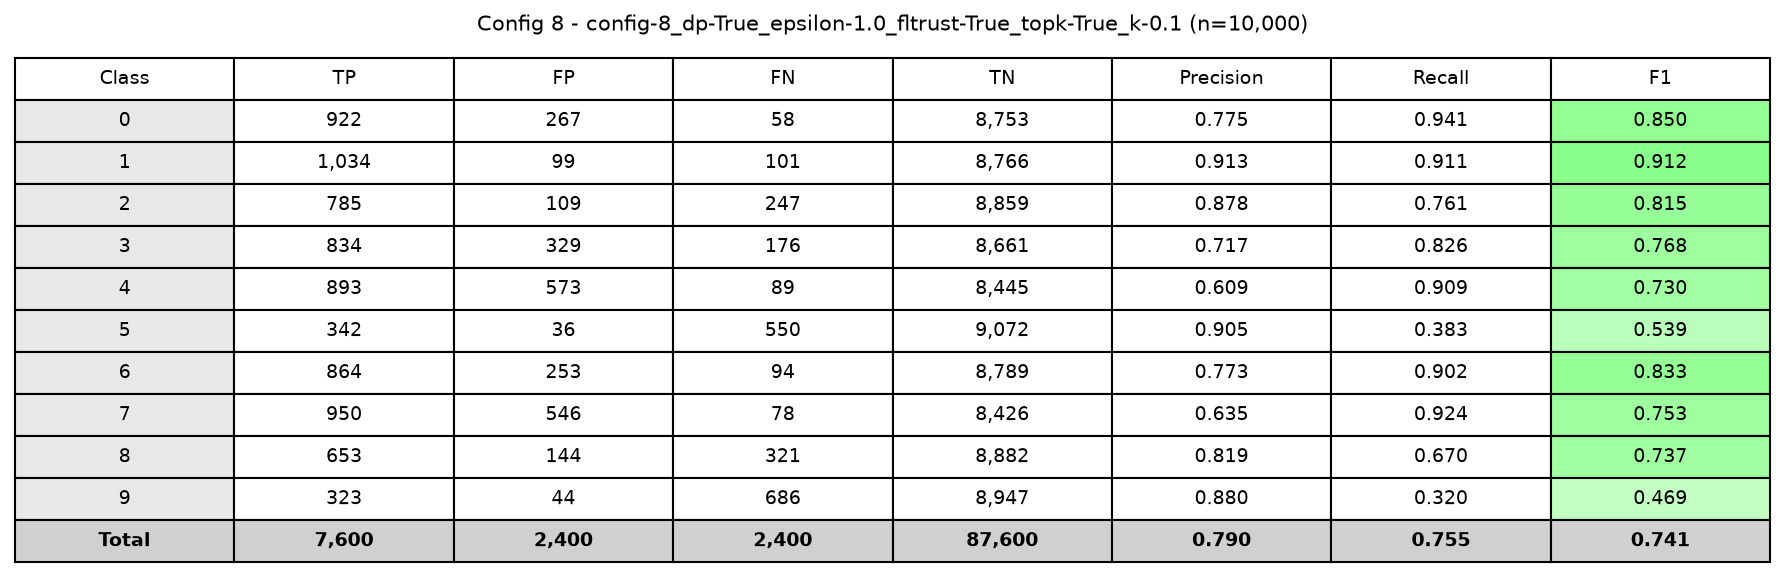 Config 8 - config-8_dp-True_epsilon-1.0_fltrust-True_topk-True_k-0.1 (n=10,000)
Class TP FP FN TN Precision Recall F1
0 922 267 58 8,753 0.775 0.941 0.850
1 1,034 99 101 8,766 0.913 0.911 0.912
2 785 109 247 8,859 0.878 0.761 0.815
3 834 329 176 8,661 0.717 0.826 0.768
4 893 573 89 8,445 0.609 0.909 0.730
5 342 36 550 9,072 0.905 0.383 0.539
6 864 253 94 8,789 0.773 0.902 0.833
7 950 546 78 8,426 0.635 0.924 0.753
8 653 144 321 8,882 0.819 0.670 0.737
9 323 44 686 8,947 0.880 0.320 0.469
Total 7,600 2,400 2,400 87,600 0.790 0.755 0.741